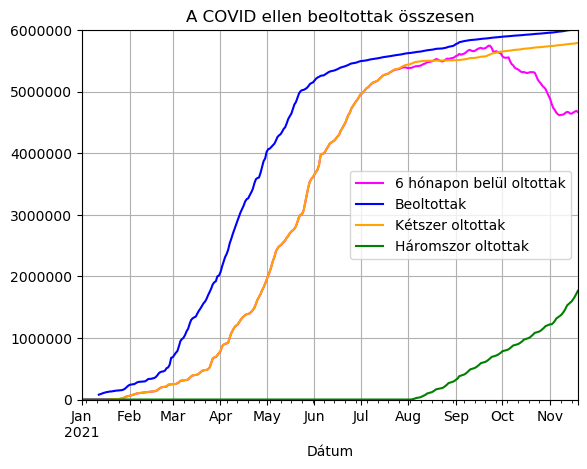 A COVID ellen beoltottak összesen
6000000
5000000
4000000
3000000
2000000
1000000
0
6 hónapon belül oltottak
Beoltottak
Kétszer oltottak
Háromszor oltottak
Jan Feb Mar Apr May Jun Jul Aug Sep Oct Nov
2021
Dátum